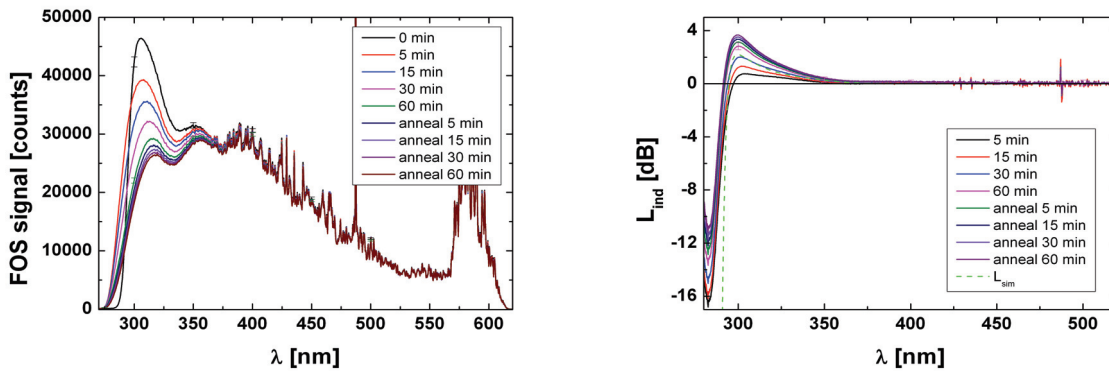 FOS signal [counts]
50000
40000
30000
20000
10000
0
300 350 400 450 500 550 600
λ [nm]
0 min
5 min
15 min
30 min
60 min
anneal 5 min
anneal 15 min
anneal 30 min
anneal 60 min
L_ind [dB]
4
0
-4
-8
-12
-16
300 350 400 450 500
λ [nm]
5 min
15 min
30 min
60 min
anneal 5 min
anneal 15 min
anneal 30 min
anneal 60 min
L_sim